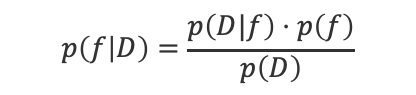 p(f|D) = p(D|f) · p(f) / p(D)